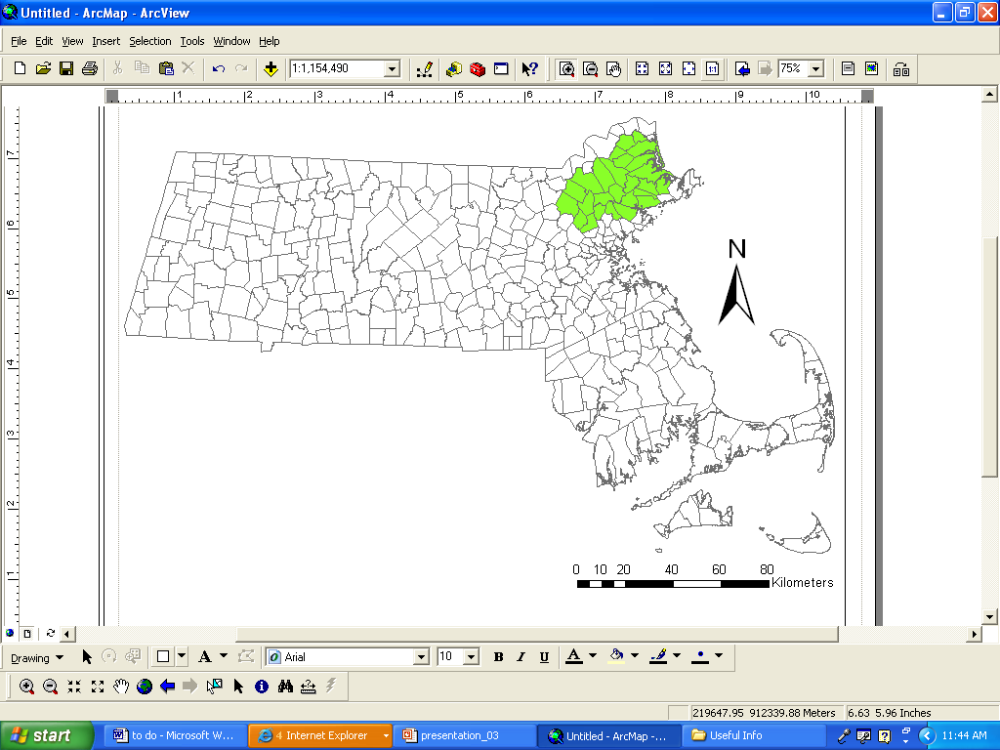 Untitled - ArcMap - ArcView
File Edit View Insert Selection Tools Window Help
1:1,154,490 1:1 75%
1 2 3 4 5 6 7 8 9 10
7
6
5
4
3
2
1
N
0 10 20 40 60 80
Kilometers
Drawing A Arial 10 B I U A
219647.95 912339.88 Meters 6.63 5.96 Inches
start to do - Microsoft W... 4 Internet Explorer presentation_03 Untitled - ArcMap -... Useful Info 11:44 AM